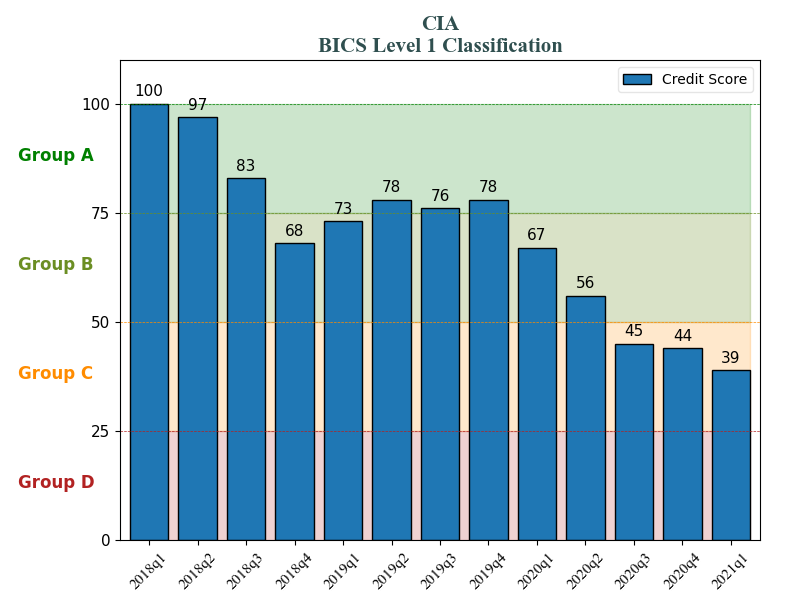 CIA
BICS Level 1 Classification
Credit Score
100
97
83
68
73
78
76
78
67
56
45
44
39
100
75
50
25
0
Group A
Group B
Group C
Group D
2018q1
2018q2
2018q3
2018q4
2019q1
2019q2
2019q3
2019q4
2020q1
2020q2
2020q3
2020q4
2021q1